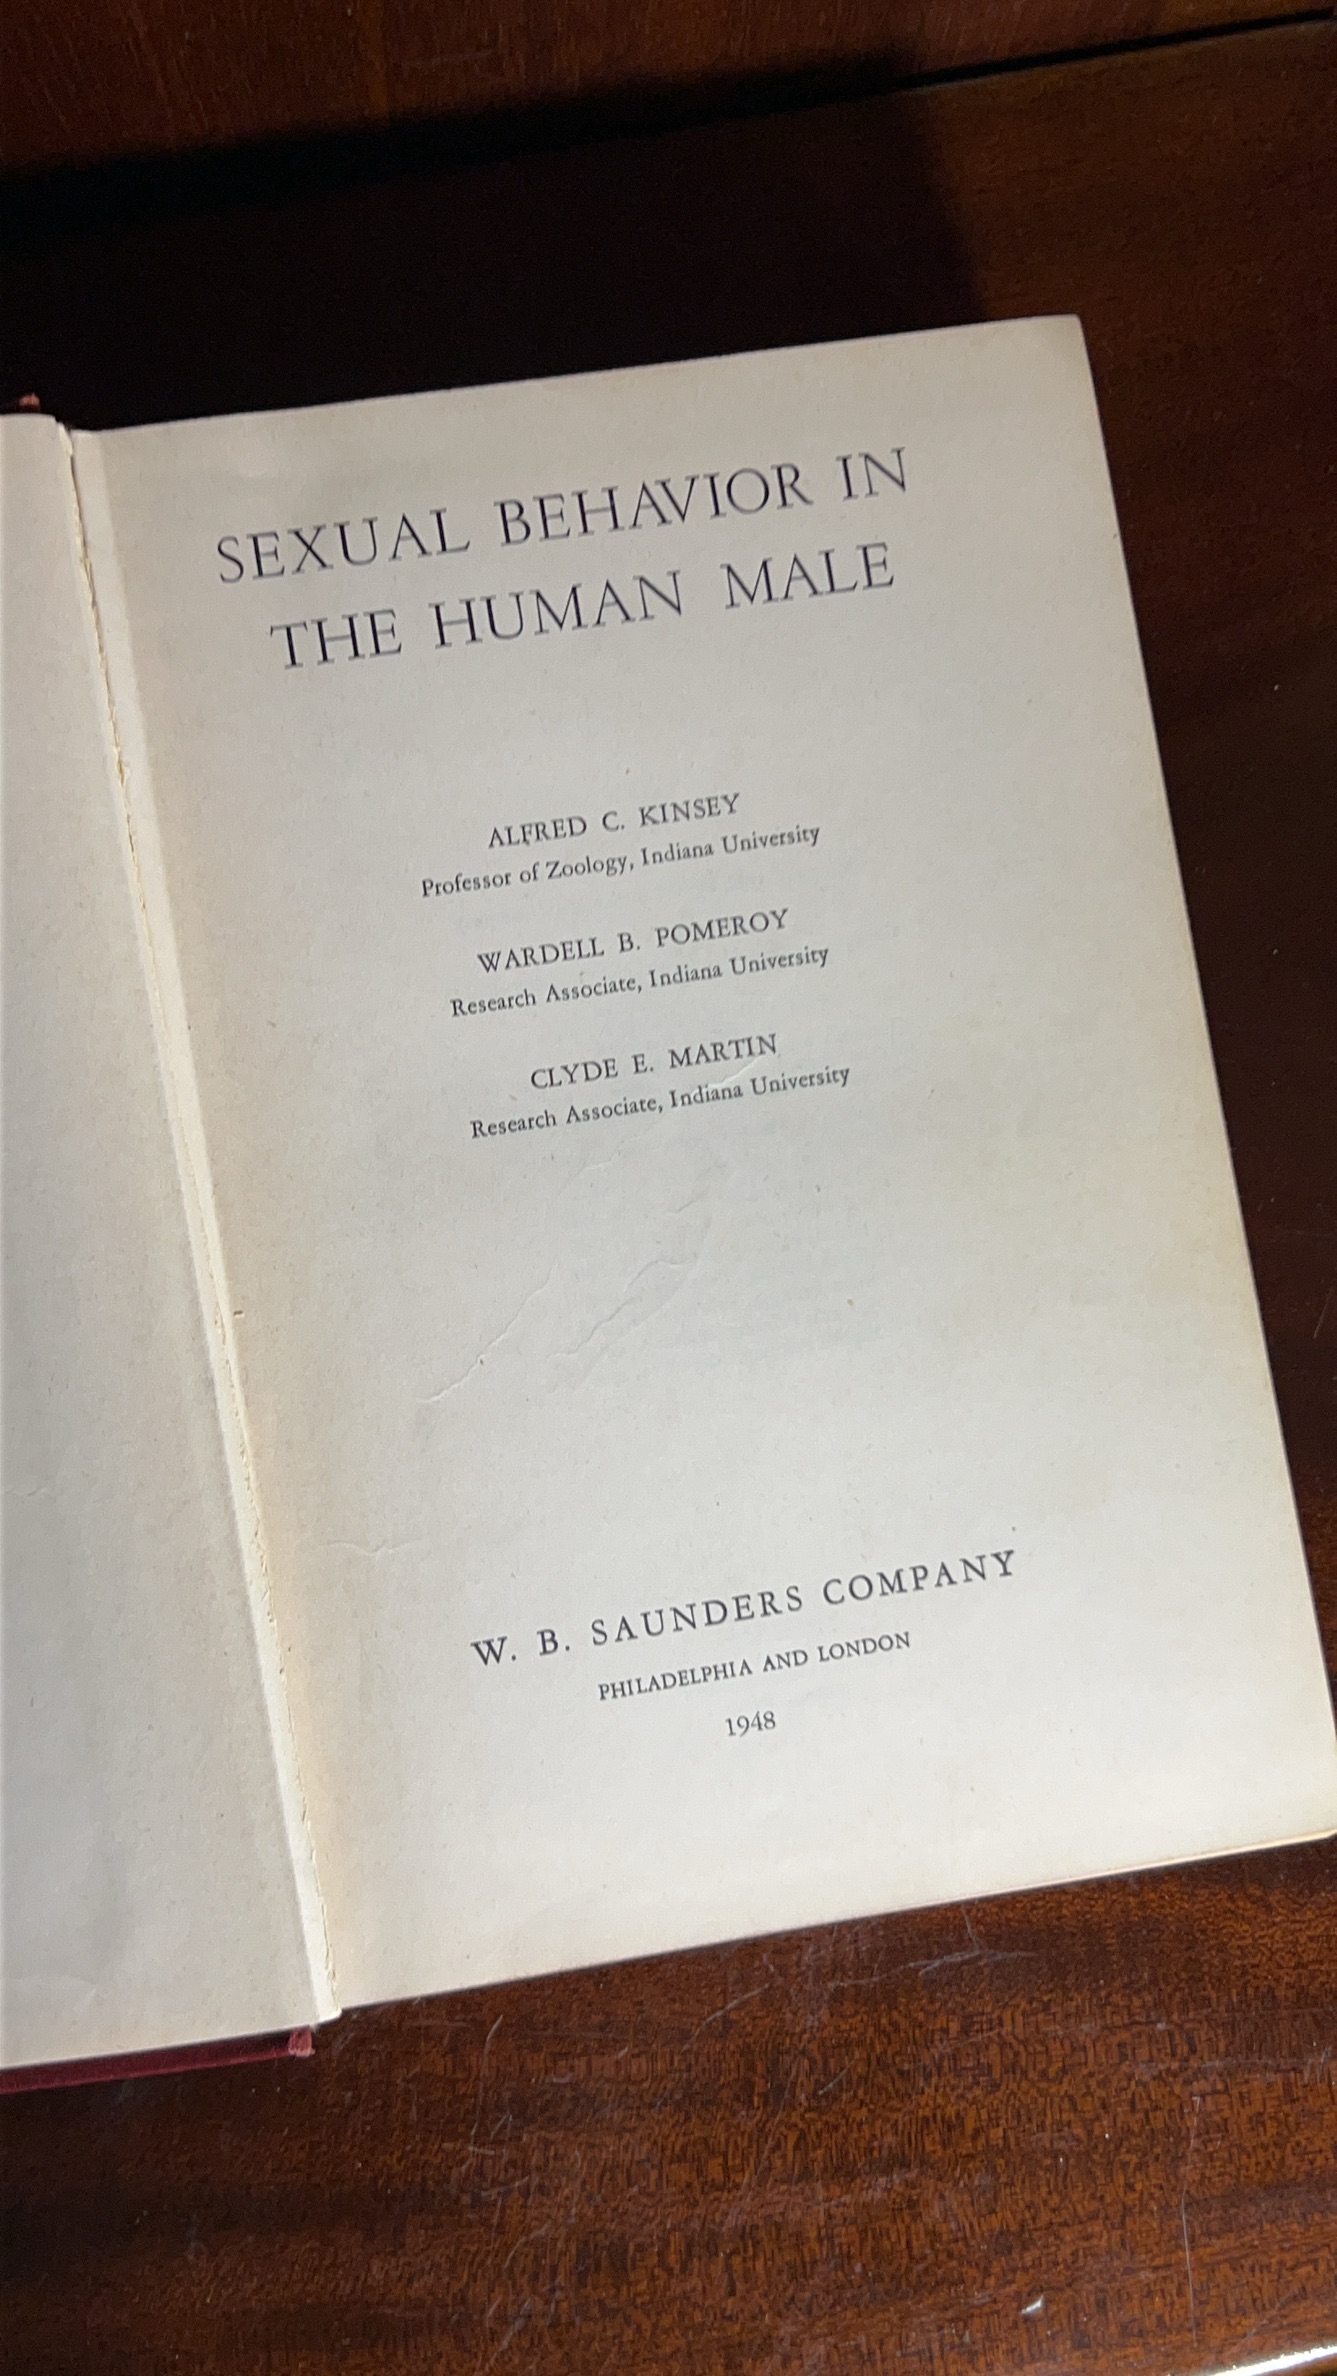 SEXUAL BEHAVIOR IN
THE HUMAN MALE
ALFRED C. KINSEY
Professor of Zoology, Indiana University
WARDELL B. POMEROY
Research Associate, Indiana University
CLYDE E. MARTIN
Research Associate, Indiana University
W. B. SAUNDERS COMPANY
PHILADELPHIA AND LONDON
1948